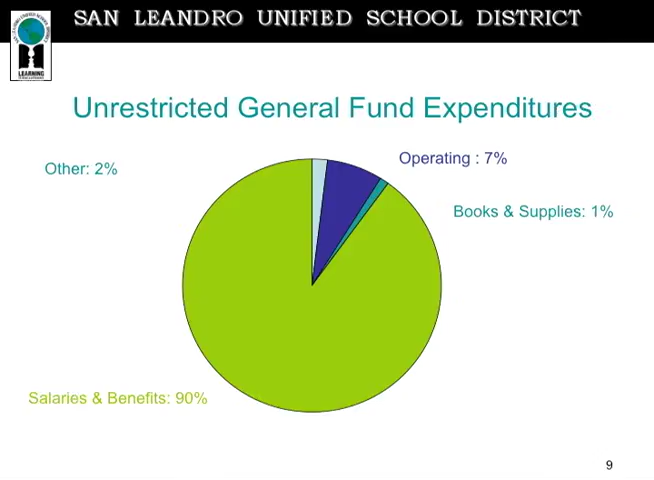 SAN LEANDRO UNIFIED SCHOOL DISTRICT
LEARNING
Unrestricted General Fund Expenditures
Other: 2%
Operating : 7%
Books & Supplies: 1%
Salaries & Benefits: 90%
9